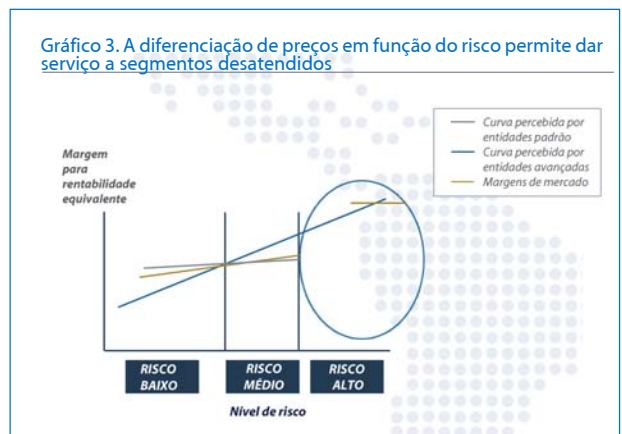 Gráfico 3. A diferenciação de preços em função do risco permite dar
serviço a segmentos desatendidos
Curva percebida por
entidades padrão
Curva percebida por
entidades avançadas
Margens de mercado
Margem
para
rentabilidade
equivalente
RISCO
BAIXO
RISCO
MÉDIO
RISCO
ALTO
Nível de risco